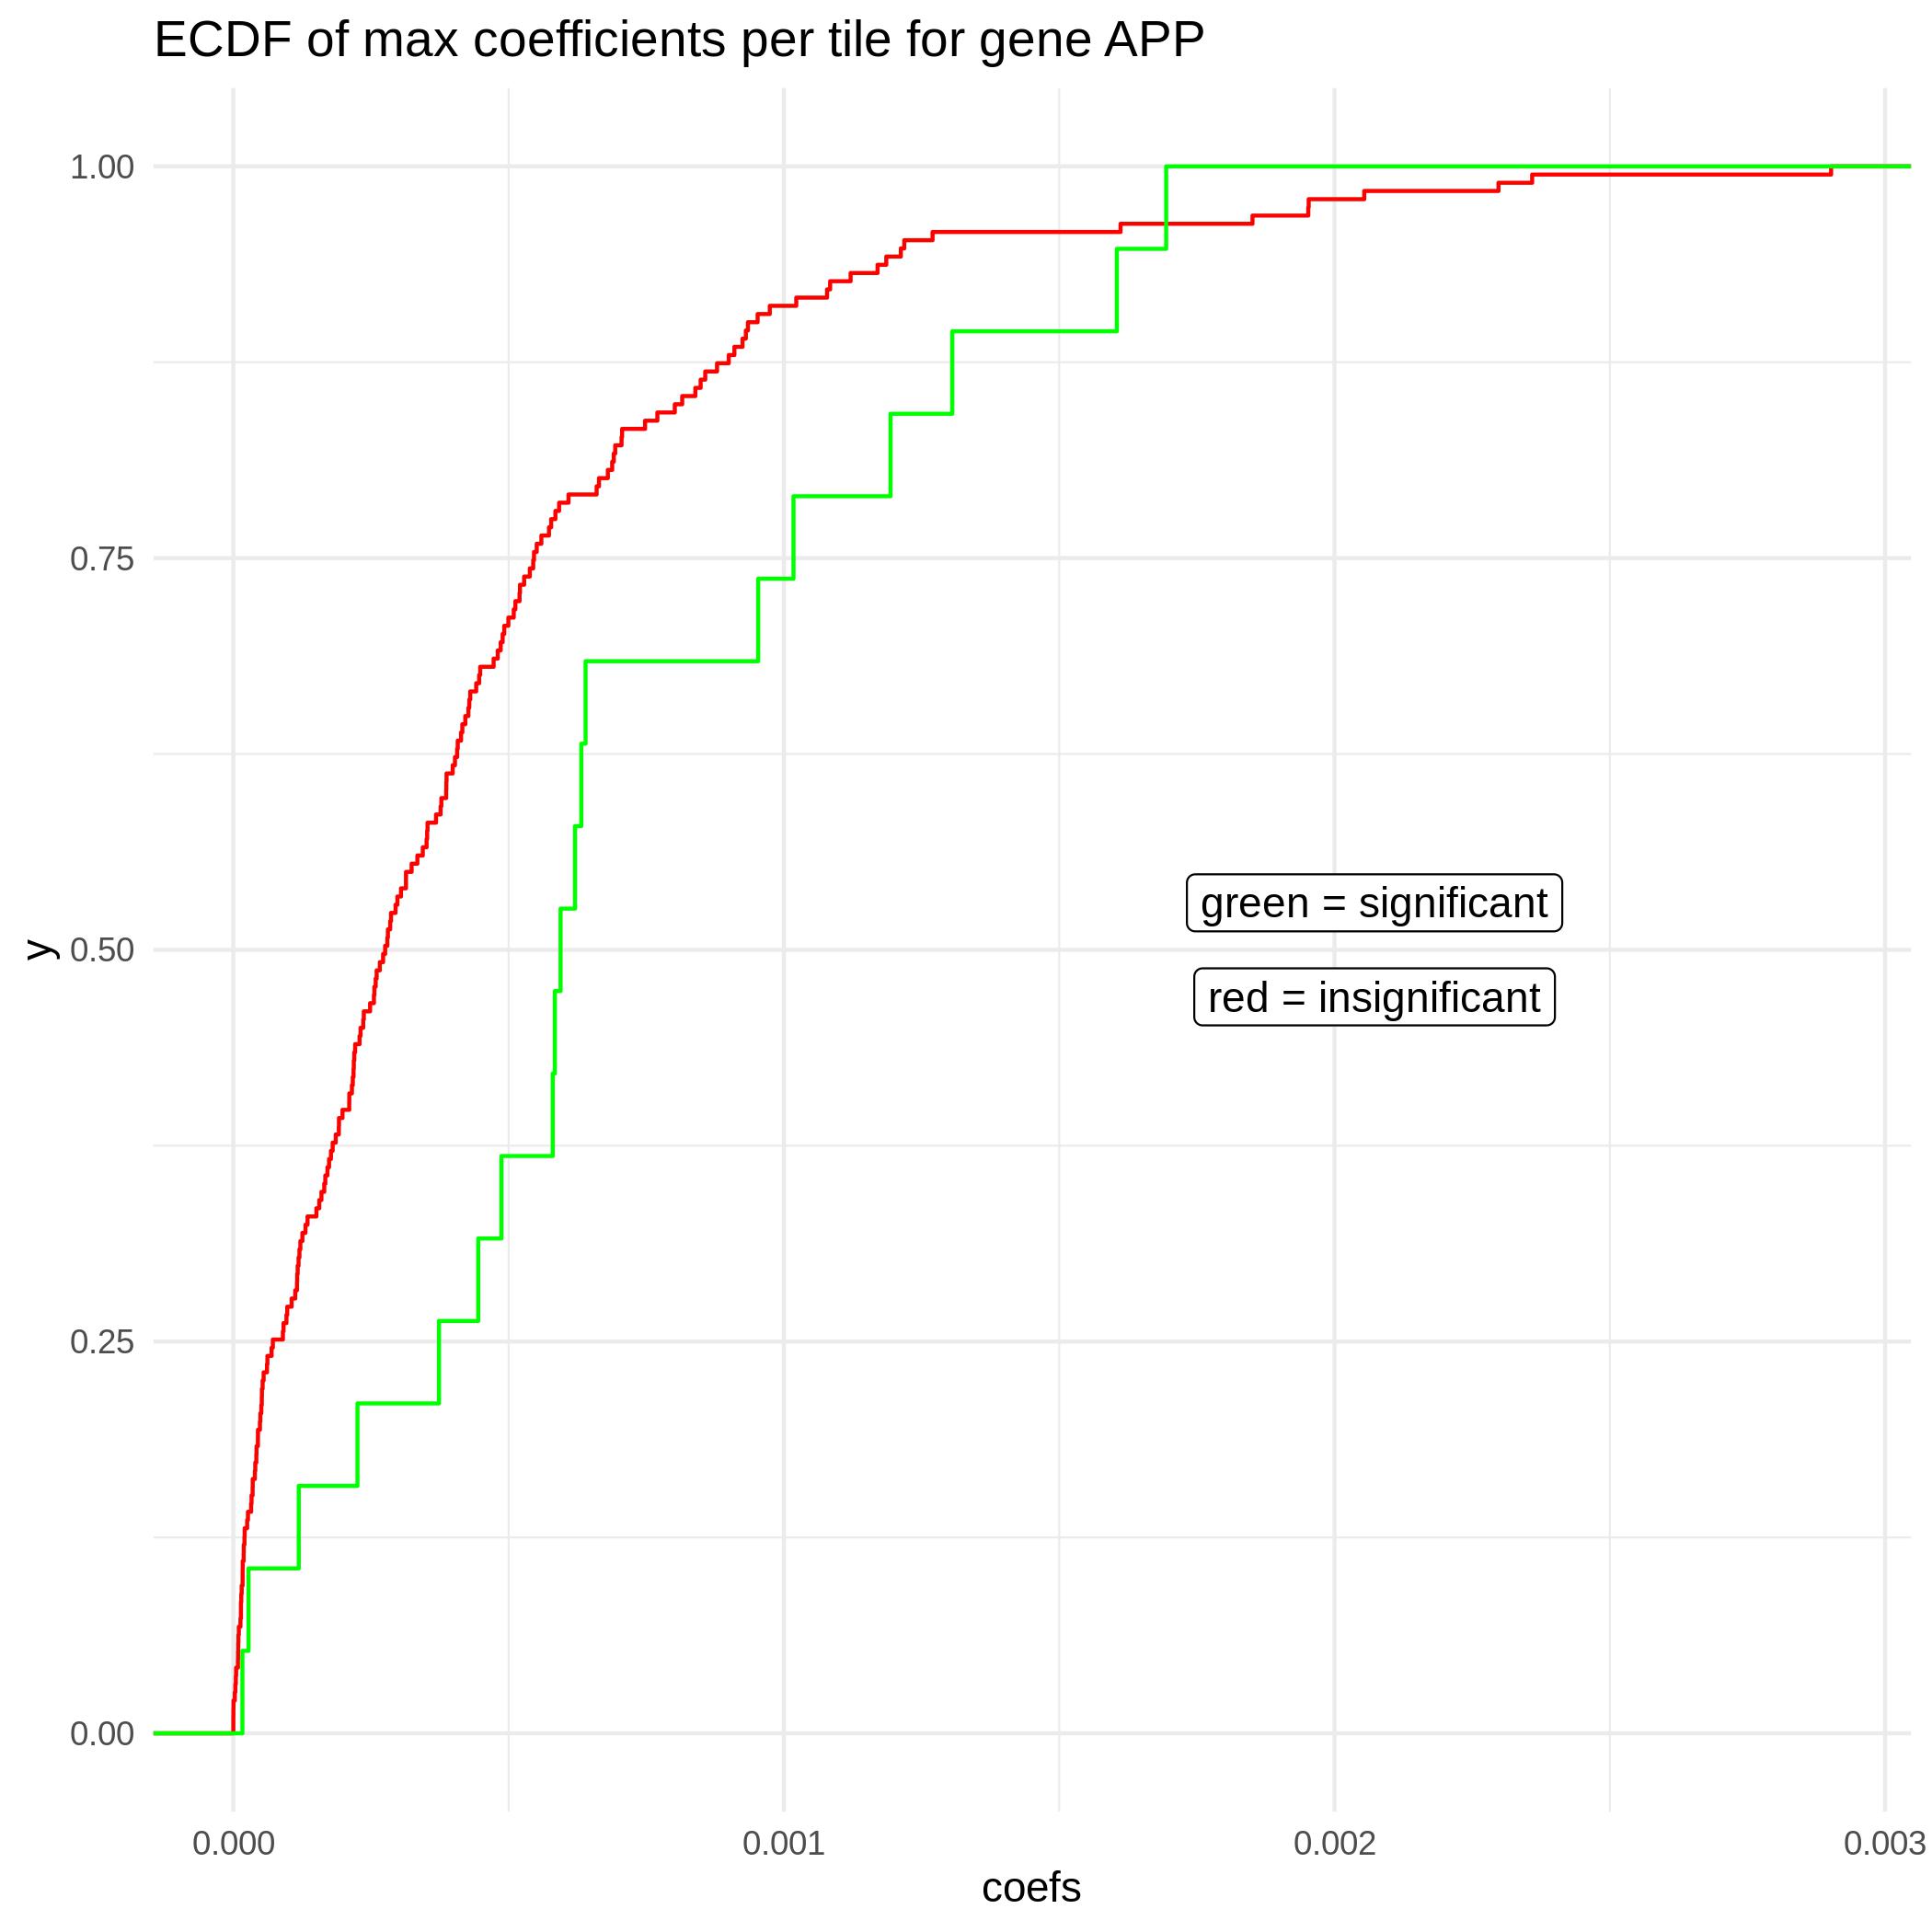 ECDF of max coefficients per tile for gene APP
1.00
0.75
0.50
0.25
0.00
y
green = significant
red = insignificant
0.000 0.001 0.002 0.003
coefs